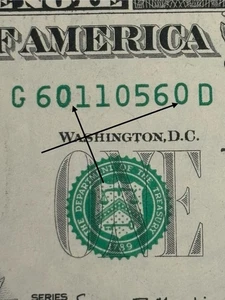 F AMERICA
G 60110560 D
WASHINGTON, D.C.
ONE
THE DEPARTMENT OF THE TREASURY
1789
SERIES